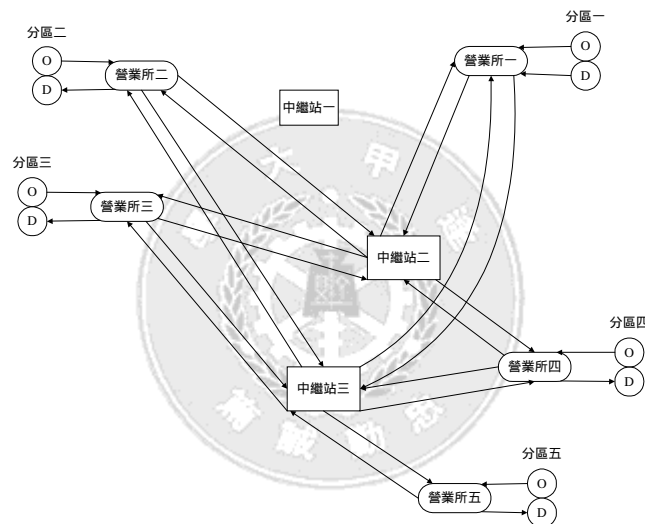 分區一
分區二
O
營業所一
O
營業所二
D
D
中繼站一
分區三
O
營業所三
D
中繼站二
分區四
O
營業所四
D
中繼站三
分區五
O
營業所五
D
大
甲